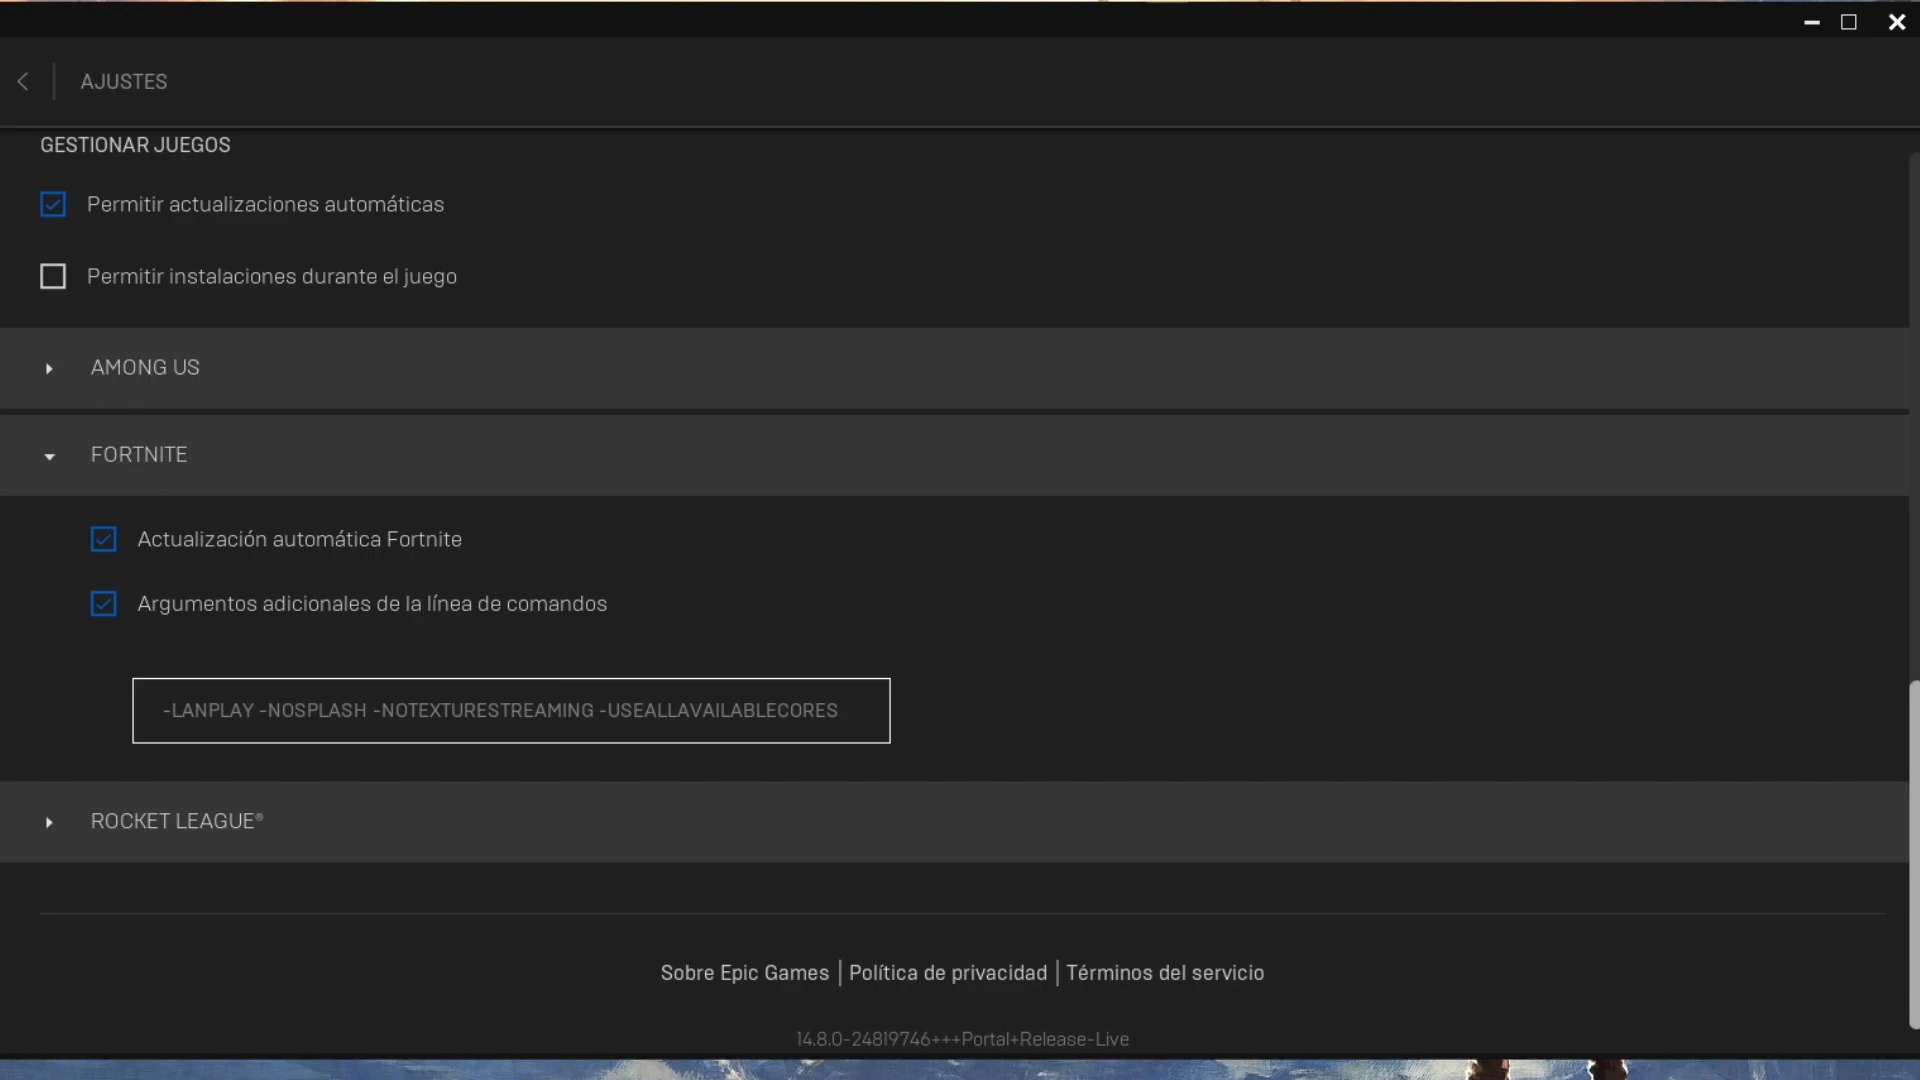 AJUSTES
GESTIONAR JUEGOS
Permitir actualizaciones automáticas
Permitir instalaciones durante el juego
AMONG US
FORTNITE
Actualización automática Fortnite
Argumentos adicionales de la línea de comandos
-LANPLAY -NOSPLASH -NOTEXTURESTREAMING -USEALLAVAILABLECORES
ROCKET LEAGUE®
Sobre Epic Games | Política de privacidad | Términos del servicio
14.8.0-24819746+++Portal+Release-Live